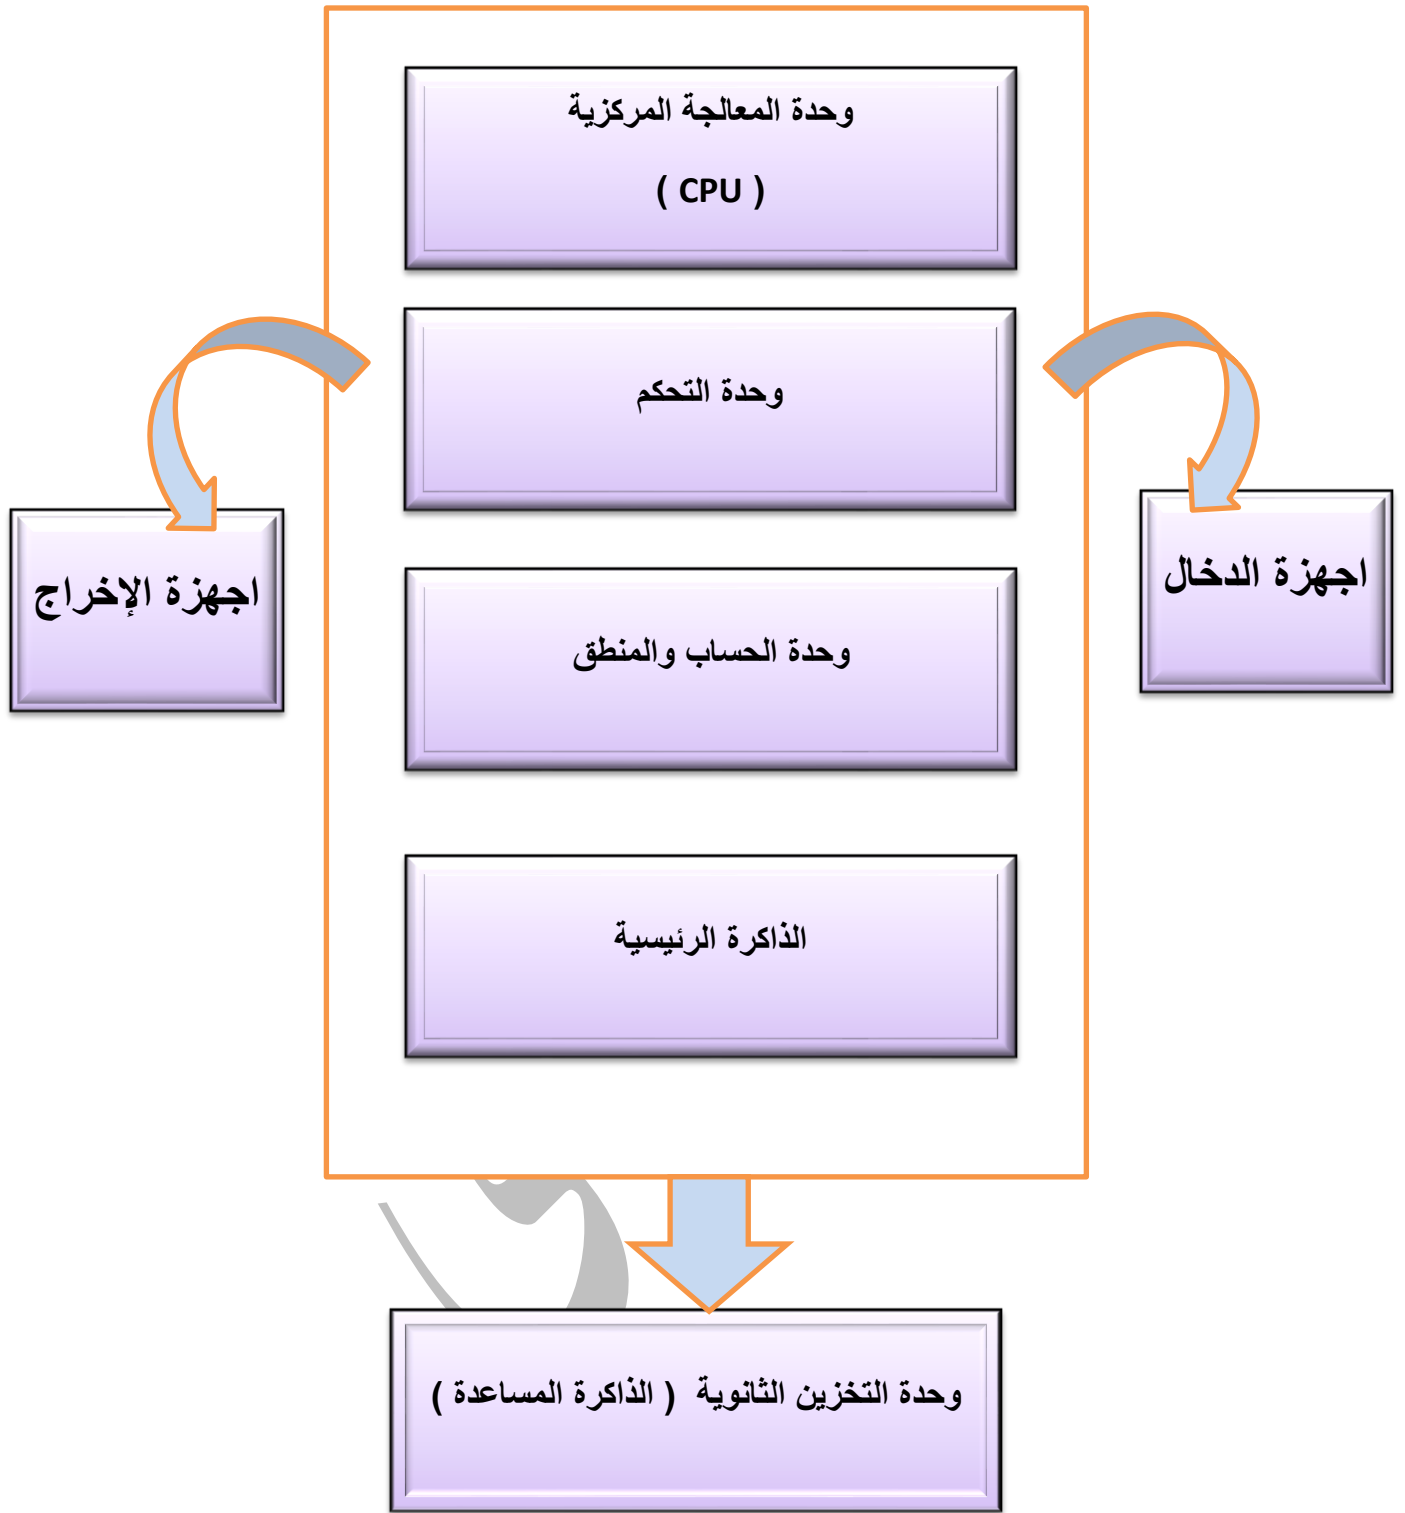 وحدة المعالجة المركزية
( CPU )
وحدة التحكم
اجهزة الدخال
اجهزة الإخراج
وحدة الحساب والمنطق
الذاكرة الرئيسية
وحدة التخزين الثانوية ( الذاكرة المساعدة )